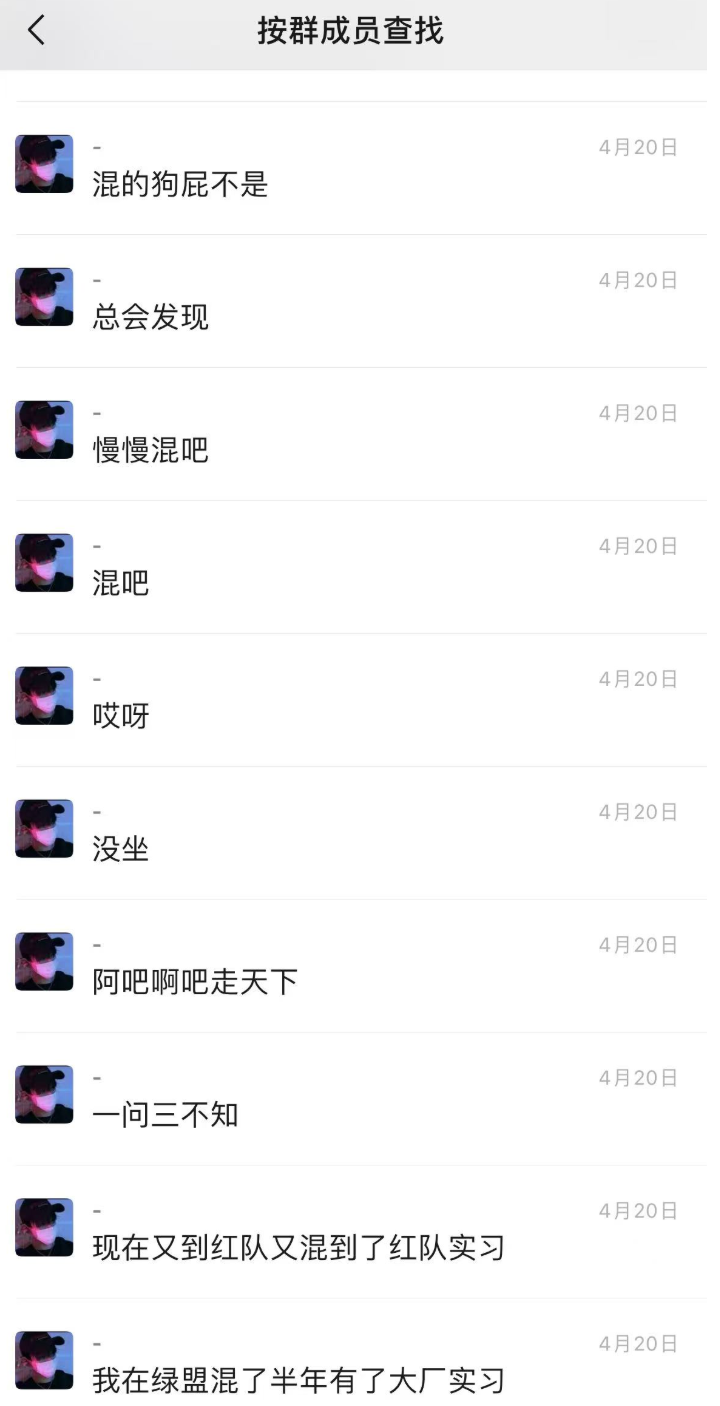 按群成员查找
-
4月20日
混的狗屁不是
-
4月20日
总会发现
-
4月20日
慢慢混吧
-
4月20日
混吧
-
4月20日
哎呀
-
4月20日
没坐
-
4月20日
阿吧啊吧走天下
-
4月20日
一问三不知
-
4月20日
现在又到红队又混到了红队实习
-
4月20日
我在绿盟混了半年有了大厂实习